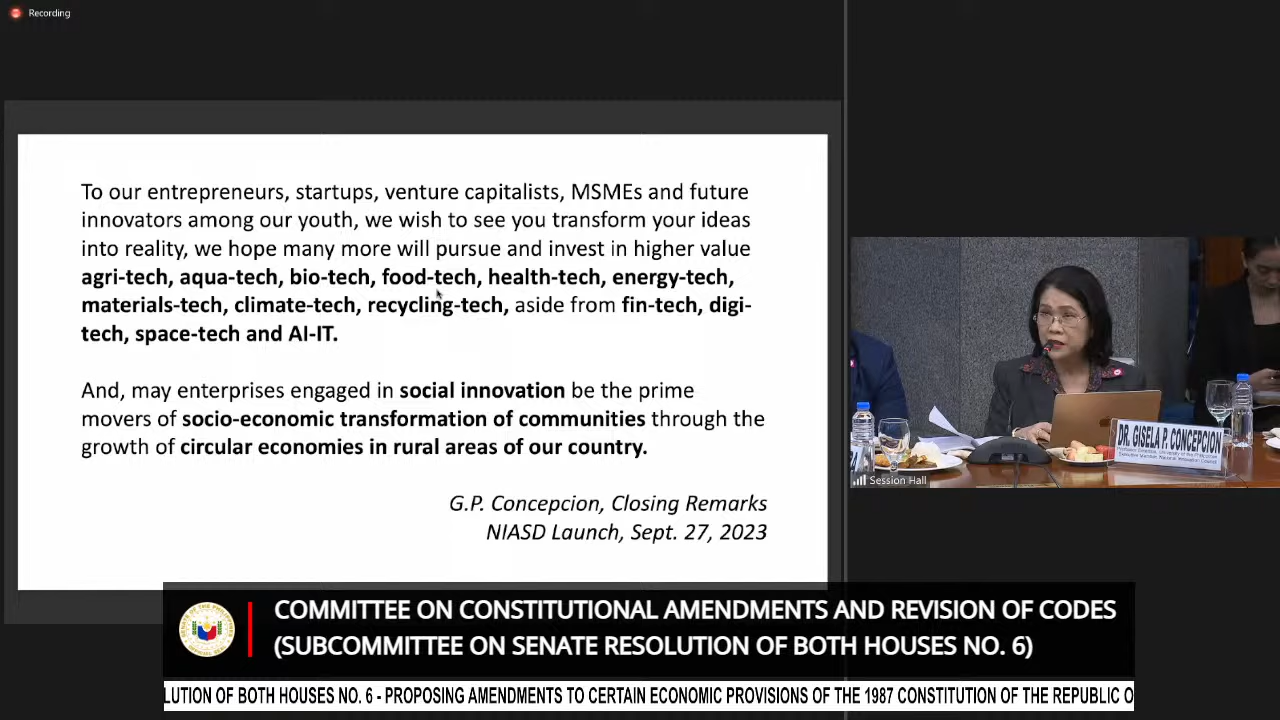 Recording
To our entrepreneurs, startups, venture capitalists, MSMEs and future
innovators among our youth, we wish to see you transform your ideas
into reality, we hope many more will pursue and invest in higher value
agri-tech, aqua-tech, bio-tech, food-tech, health-tech, energy-tech,
materials-tech, climate-tech, recycling-tech, aside from fin-tech, digi-
tech, space-tech and AI-IT.
And, may enterprises engaged in social innovation be the prime
movers of socio-economic transformation of communities through the
growth of circular economies in rural areas of our country.
G.P. Concepcion, Closing Remarks
NIASD Launch, Sept. 27, 2023
DR. GISELA P. CONCEPCION
Session Hall
COMMITTEE ON CONSTITUTIONAL AMENDMENTS AND REVISION OF CODES
(SUBCOMMITTEE ON SENATE RESOLUTION OF BOTH HOUSES NO. 6)
LUTION OF BOTH HOUSES NO. 6 - PROPOSING AMENDMENTS TO CERTAIN ECONOMIC PROVISIONS OF THE 1987 CONSTITUTION OF THE REPUBLIC O